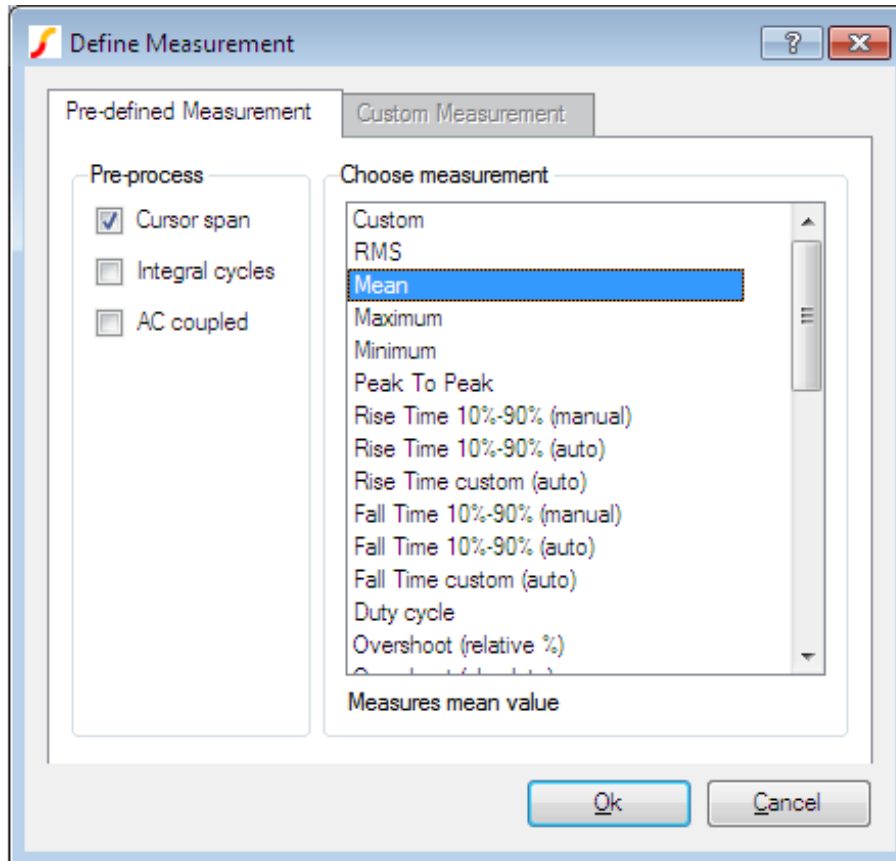 Define Measurement
Pre-defined Measurement
Custom Measurement
Pre-process
Cursor span
Integral cycles
AC coupled
Choose measurement
Custom
RMS
Mean
Maximum
Minimum
Peak To Peak
Rise Time 10%-90% (manual)
Rise Time 10%-90% (auto)
Rise Time custom (auto)
Fall Time 10%-90% (manual)
Fall Time 10%-90% (auto)
Fall Time custom (auto)
Duty cycle
Overshoot (relative %)
Measures mean value
Ok
Cancel